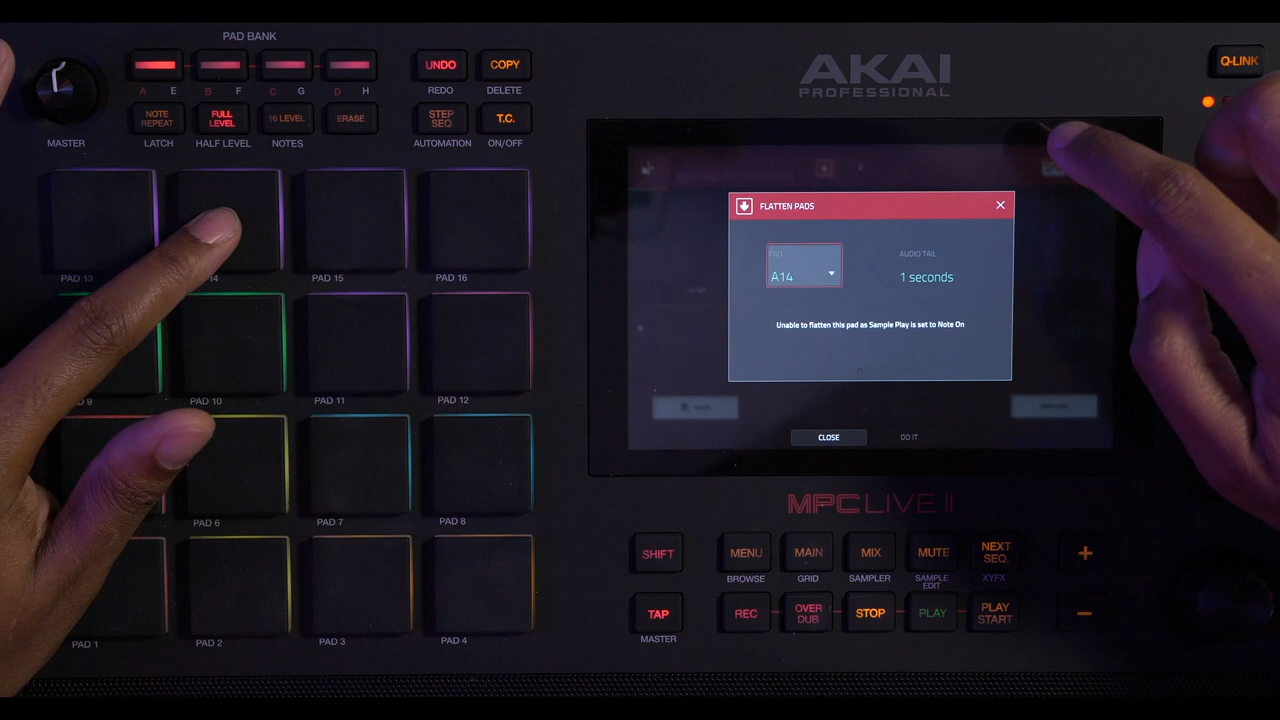 PAD BANK
A E B F C G D H
MASTER
NOTE REPEAT
LATCH
FULL LEVEL
HALF LEVEL
16 LEVEL
NOTES
ERASE
UNDO
REDO
COPY
DELETE
STEP SEQ
AUTOMATION
T.C.
ON/OFF
AKAI
PROFESSIONAL
Q-LINK
PAD 13
14
PAD 15
PAD 16
9
PAD 10
PAD 11
PAD 12
PAD 6
PAD 7
PAD 8
PAD 1
PAD 2
PAD 3
PAD 4
FLATTEN PADS
PAD
A14
AUDIO TAIL
1 seconds
Unable to flatten this pad as Sample Play is set to Note On
CLOSE
DO IT
MPC LIVE II
SHIFT
MENU
BROWSE
MAIN
GRID
MIX
SAMPLER
MUTE
SAMPLE EDIT
NEXT SEQ.
XYFX
+
TAP
MASTER
REC
OVER DUB
STOP
PLAY
PLAY START
−